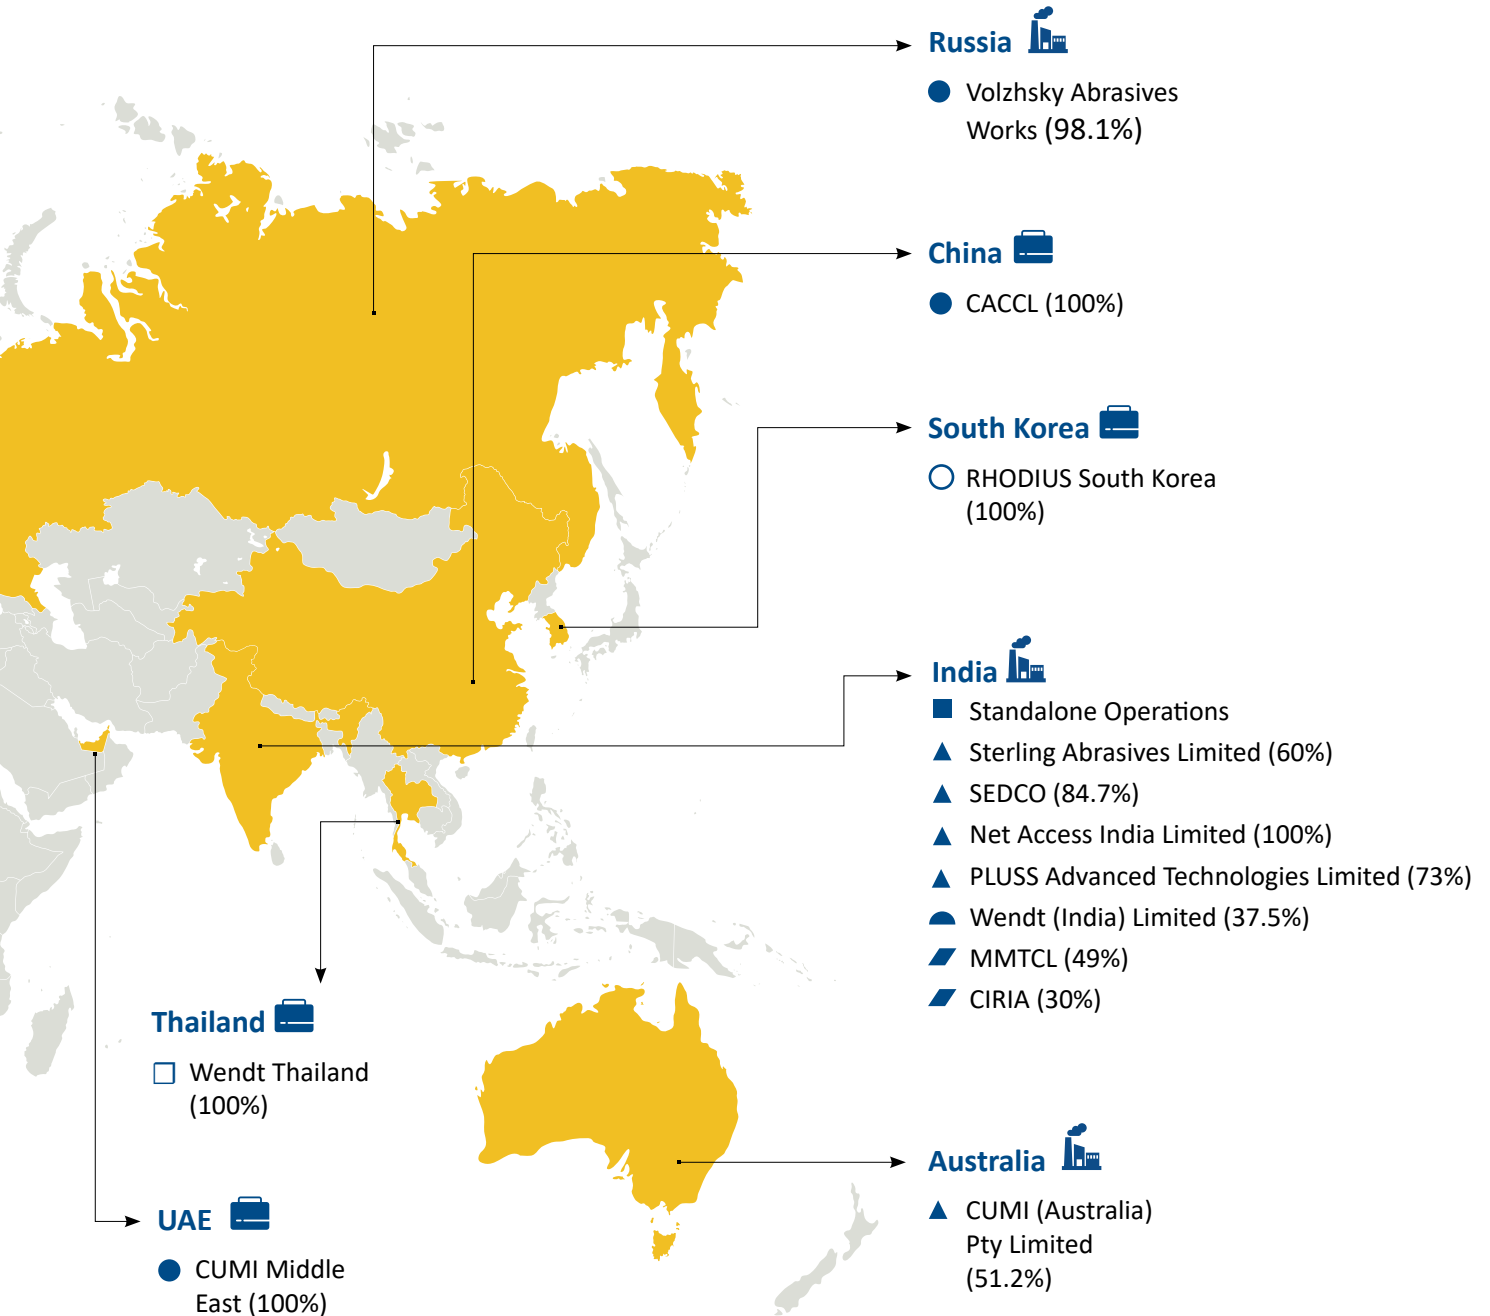 Russia
Volzhsky Abrasives
Works (98.1%)
China
CACCL (100%)
South Korea
RHODIUS South Korea
(100%)
India
Standalone Operations
Sterling Abrasives Limited (60%)
SEDCO (84.7%)
Net Access India Limited (100%)
PLUSS Advanced Technologies Limited (73%)
Wendt (India) Limited (37.5%)
MMTCL (49%)
CIRIA (30%)
Thailand
Wendt Thailand
(100%)
Australia
CUMI (Australia)
Pty Limited
(51.2%)
UAE
CUMI Middle
East (100%)